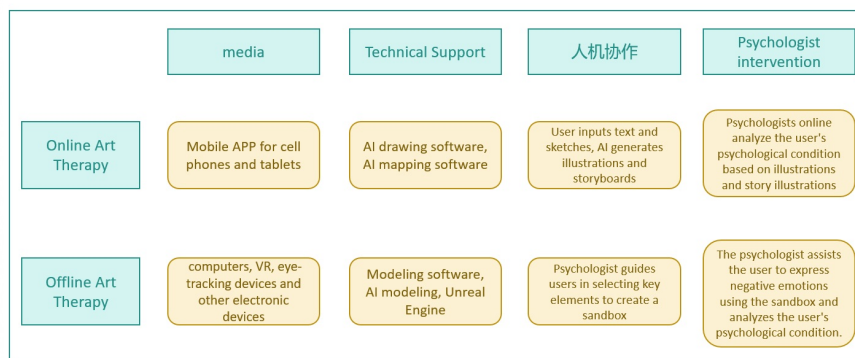 media
Technical Support
人机协作
Psychologist
intervention
Online Art
Therapy
Mobile APP for cell
phones and tablets
AI drawing software,
AI mapping software
User inputs text and
sketches, AI generates
illustrations and
storyboards
Psychologists online
analyze the user's
psychological condition
based on illustrations
and story illustrations
Offline Art
Therapy
computers, VR, eye-
tracking devices and
other electronic
devices
Modeling software,
AI modeling, Unreal
Engine
Psychologist guides
users in selecting key
elements to create a
sandbox
The psychologist assists
the user to express
negative emotions
using the sandbox and
analyzes the user's
psychological condition.